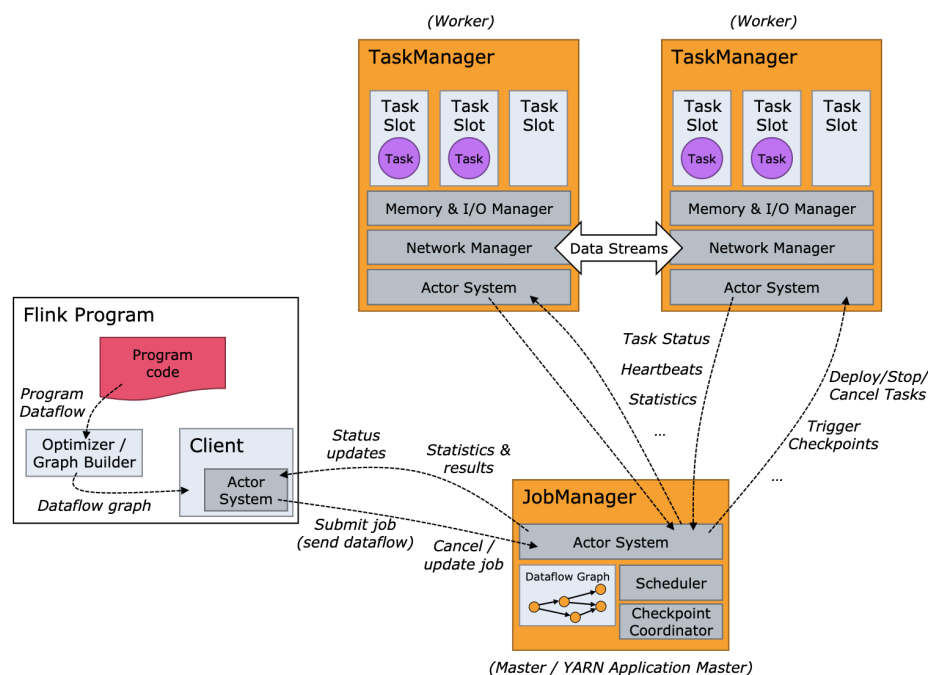 (Worker)
(Worker)
TaskManager
TaskManager
Task
Slot
Task
Task
Slot
Task
Task
Slot
Task
Slot
Task
Task
Slot
Task
Task
Slot
Memory & I/O Manager
Memory & I/O Manager
Network Manager
Data Streams
Network Manager
Actor System
Actor System
Flink Program
Program
code
Program
Dataflow
Optimizer /
Graph Builder
Dataflow graph
Client
Actor
System
Status
updates
Statistics &
results
Submit job
(send dataflow)
Cancel /
update job
Task Status
Heartbeats
Statistics
...
Deploy/Stop/
Cancel Tasks
Trigger
Checkpoints
...
JobManager
Actor System
Dataflow Graph
Scheduler
Checkpoint
Coordinator
(Master / YARN Application Master)